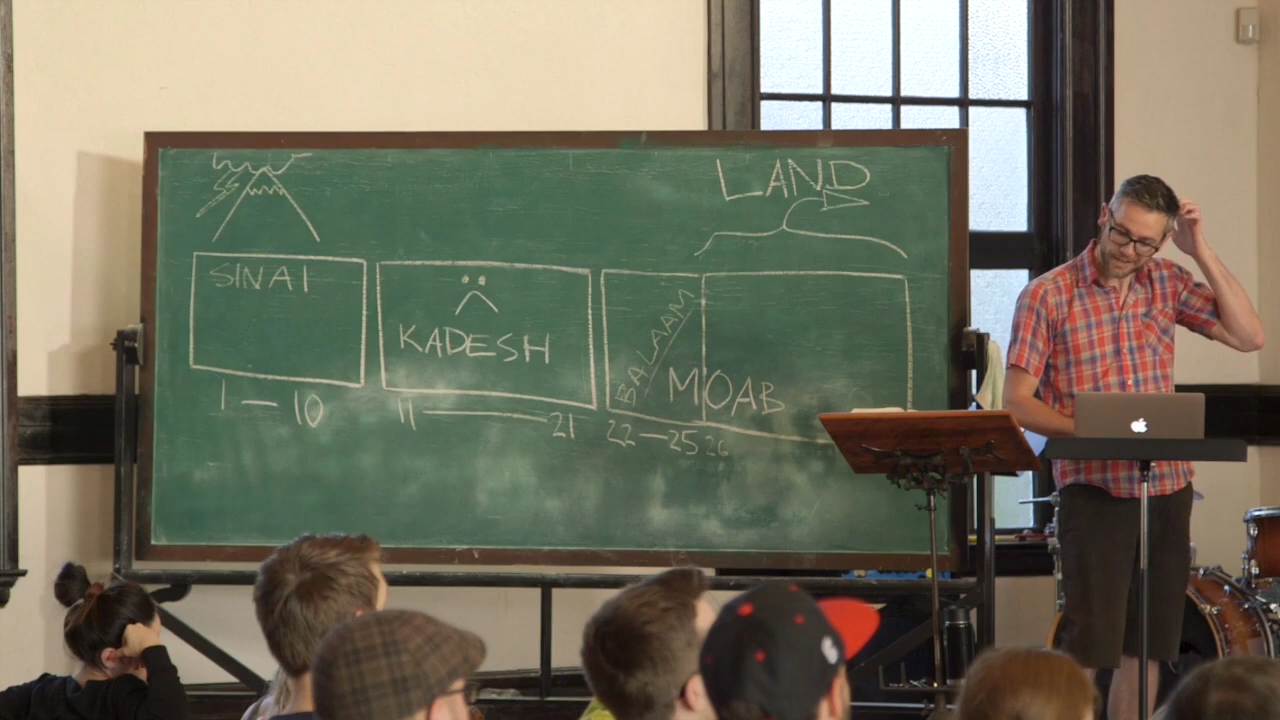 LAND
SINAI
KADESH
BALAAM
MOAB
1 — 10
11 — 21
22 — 25 26